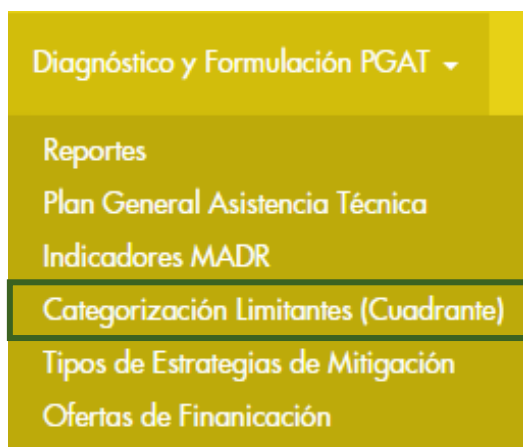 Diagnóstico y Formulación PGAT
Reportes
Plan General Asistencia Técnica
Indicadores MADR
Categorización Limitantes (Cuadrante)
Tipos de Estrategias de Mitigación
Ofertas de Finanicación